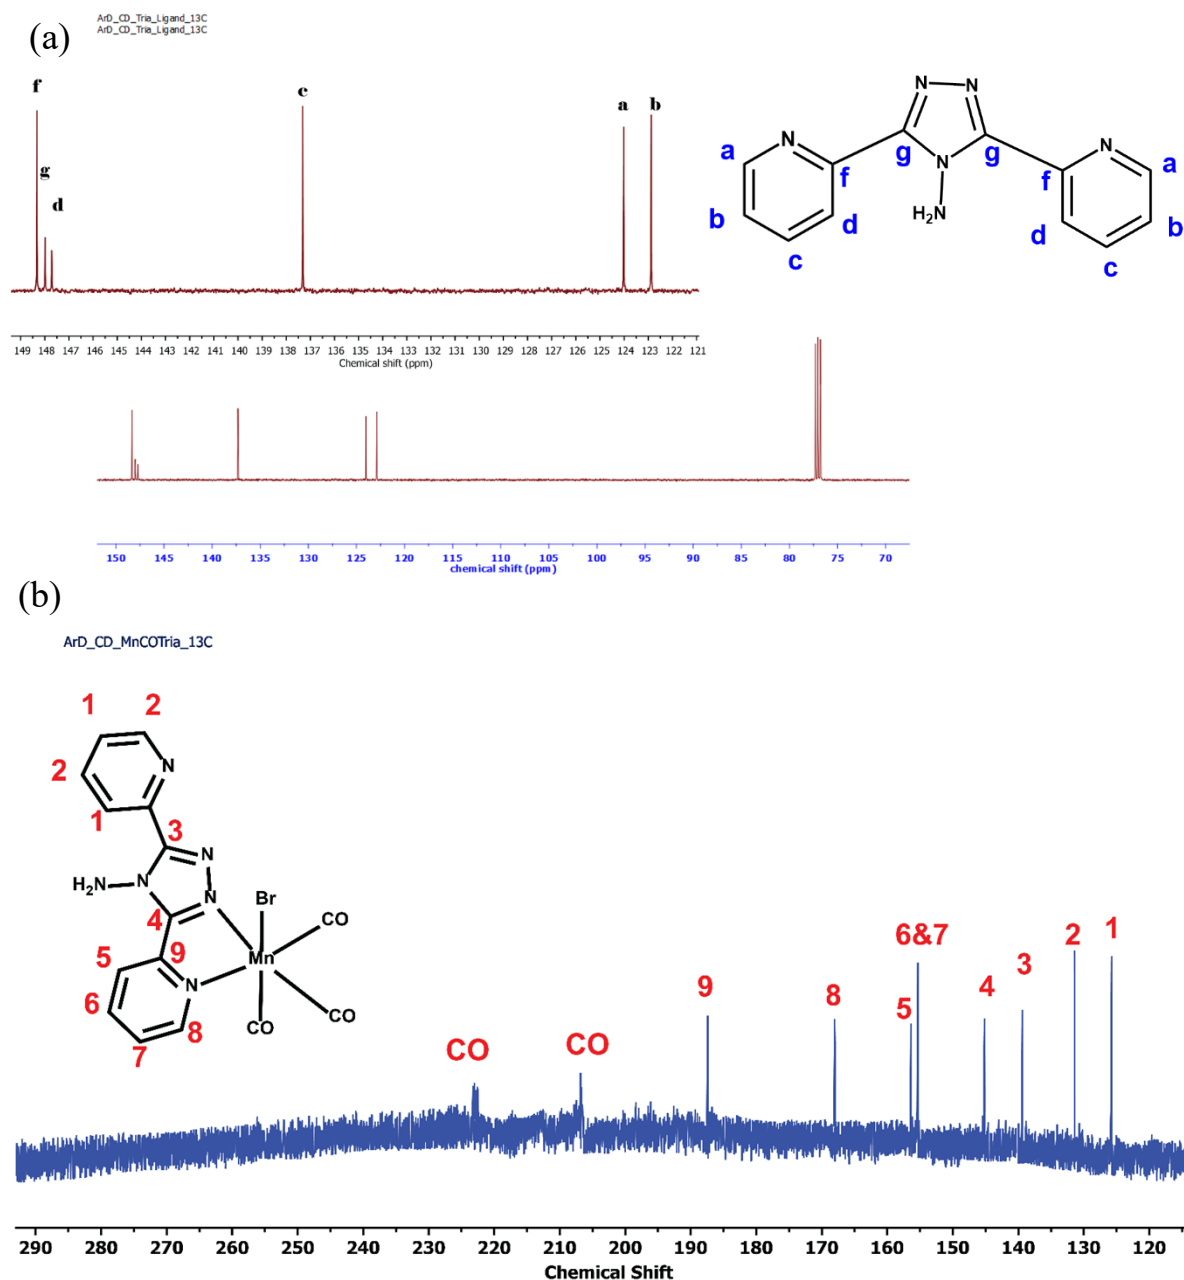 (a)
ArD_CD_Tria_Ligand_13C
ArD_CD_Tria_Ligand_13C
f
g
d
c
a
b
N
N
N
N
N
H₂N
a
b
c
d
f
g
g
f
d
c
b
a
149 148 147 146 145 144 143 142 141 140 139 138 137 136 135 134 133 132 131 130 129 128 127 126 125 124 123 122 121
Chemical shift (ppm)
150 145 140 135 130 125 120 115 110 105 100 95 90 85 80 75 70
chemical shift (ppm)
(b)
ArD_CD_MnCOTria_13C
1
2
2
N
1
3
N
H₂N
N
N
Br
CO
4
9
Mn
5
N
6
8
CO
CO
7
CO
CO
9
8
5
6&7
4
3
2
1
290 280 270 260 250 240 230 220 210 200 190 180 170 160 150 140 130 120
Chemical Shift